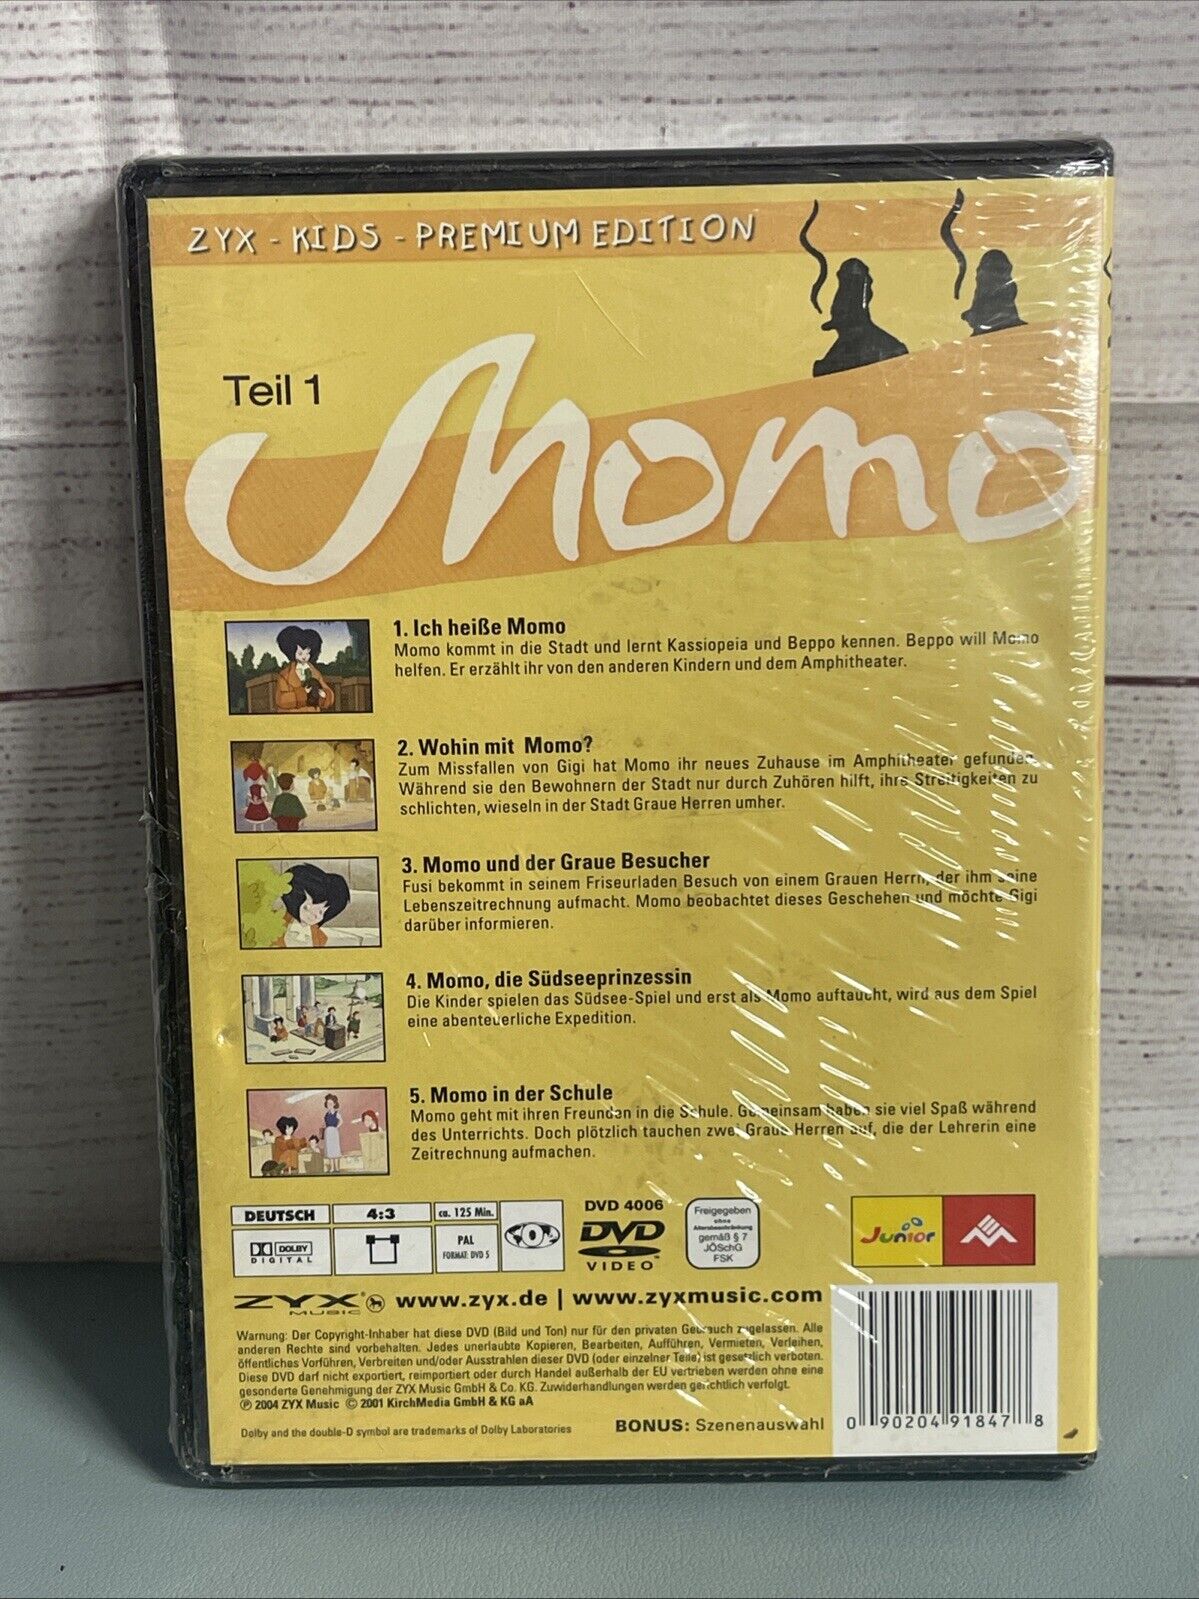 ZYX - KIDS - PREMIUM EDITION
Teil 1
Momo
1. Ich heiße Momo
Momo kommt in die Stadt und lernt Kassiopeia und Beppo kennen. Beppo will Momo
helfen. Er erzählt ihr von den anderen Kindern und dem Amphitheater.
2. Wohin mit Momo?
Zum Missfallen von Gigi hat Momo ihr neues Zuhause im Amphitheater gefunden.
Während sie den Bewohnern der Stadt nur durch Zuhören hilft, ihre Streitigkeiten zu
schlichten, wieseln in der Stadt Graue Herren umher.
3. Momo und der Graue Besucher
Fusi bekommt in seinem Friseurladen Besuch von einem Grauen Herrn, der ihm seine
Lebenszeitrechnung aufmacht. Momo beobachtet dieses Geschehen und möchte Gigi
darüber informieren.
4. Momo, die Südseeprinzessin
Die Kinder spielen das Südsee-Spiel und erst als Momo auftaucht, wird aus dem Spiel
eine abenteuerliche Expedition.
5. Momo in der Schule
Momo geht mit ihren Freunden in die Schule. Gemeinsam haben sie viel Spaß während
des Unterrichts. Doch plötzlich tauchen zwei Graue Herren auf, die der Lehrerin eine
Zeitrechnung aufmachen.
DEUTSCH
4:3
ca. 125 Min.
DOLBY
DIGITAL
PAL
FORMAT: DVD 5
DVD 4006
DVD
VIDEO
Freigegeben
ohne
Altersbeschränkung
gemäß § 7
JÖSchG
FSK
Junior
ZYX MUSIC
www.zyx.de | www.zyxmusic.com
Warnung: Der Copyright-Inhaber hat diese DVD (Bild und Ton) nur für den privaten Gebrauch zugelassen. Alle
anderen Rechte sind vorbehalten. Jedes unerlaubte Kopieren, Bearbeiten, Aufführen, Vermieten, Verleihen,
öffentliches Vorführen, Verbreiten und/oder Ausstrahlen dieser DVD (oder einzelner Teile) ist gesetzlich verboten.
Diese DVD darf nicht exportiert, reimportiert oder durch Handel außerhalb der EU vertrieben werden ohne eine
gesonderte Genehmigung der ZYX Music GmbH & Co. KG. Zuwiderhandlungen werden gerichtlich verfolgt.
℗ 2004 ZYX Music © 2001 KirchMedia GmbH & KG aA
Dolby and the double-D symbol are trademarks of Dolby Laboratories
BONUS: Szenenauswahl
0 90204 91847 8